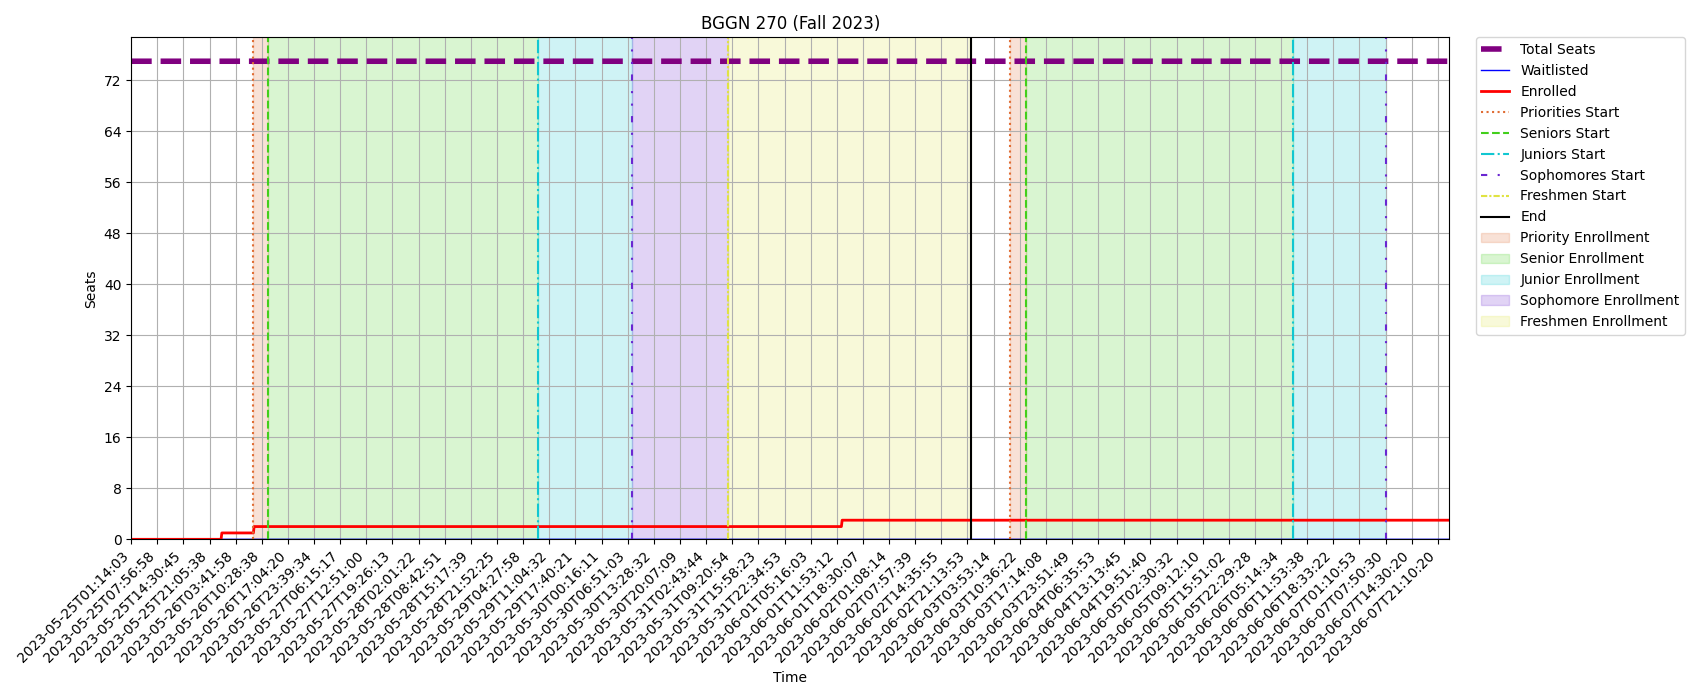 BGGN 270 (Fall 2023)
Total Seats
Waitlisted
Enrolled
Priorities Start
Seniors Start
Juniors Start
Sophomores Start
Freshmen Start
End
Priority Enrollment
Senior Enrollment
Junior Enrollment
Sophomore Enrollment
Freshmen Enrollment
Seats
72
64
56
48
40
32
24
16
8
0
2023-05-25T01:14:03
2023-05-25T07:56:58
2023-05-25T14:30:45
2023-05-25T21:05:38
2023-05-26T03:41:58
2023-05-26T10:28:38
2023-05-26T17:04:20
2023-05-26T23:39:34
2023-05-27T06:15:17
2023-05-27T12:51:00
2023-05-27T19:26:13
2023-05-28T02:01:22
2023-05-28T08:42:51
2023-05-28T15:17:39
2023-05-28T21:52:25
2023-05-29T04:27:58
2023-05-29T11:04:32
2023-05-29T17:40:21
2023-05-30T00:16:11
2023-05-30T06:51:03
2023-05-30T13:28:32
2023-05-30T20:07:09
2023-05-31T02:43:44
2023-05-31T09:20:54
2023-05-31T15:58:23
2023-05-31T22:34:53
2023-06-01T05:16:03
2023-06-01T11:53:12
2023-06-01T18:30:07
2023-06-02T01:08:14
2023-06-02T07:57:39
2023-06-02T14:35:55
2023-06-02T21:13:53
2023-06-03T03:53:14
2023-06-03T10:36:22
2023-06-03T17:14:08
2023-06-03T23:51:49
2023-06-04T06:35:53
2023-06-04T13:13:45
2023-06-04T19:51:40
2023-06-05T02:30:32
2023-06-05T09:12:10
2023-06-05T15:51:02
2023-06-05T22:29:28
2023-06-06T05:14:34
2023-06-06T11:53:38
2023-06-06T18:33:22
2023-06-07T01:10:53
2023-06-07T07:50:30
2023-06-07T14:30:20
2023-06-07T21:10:20
Time